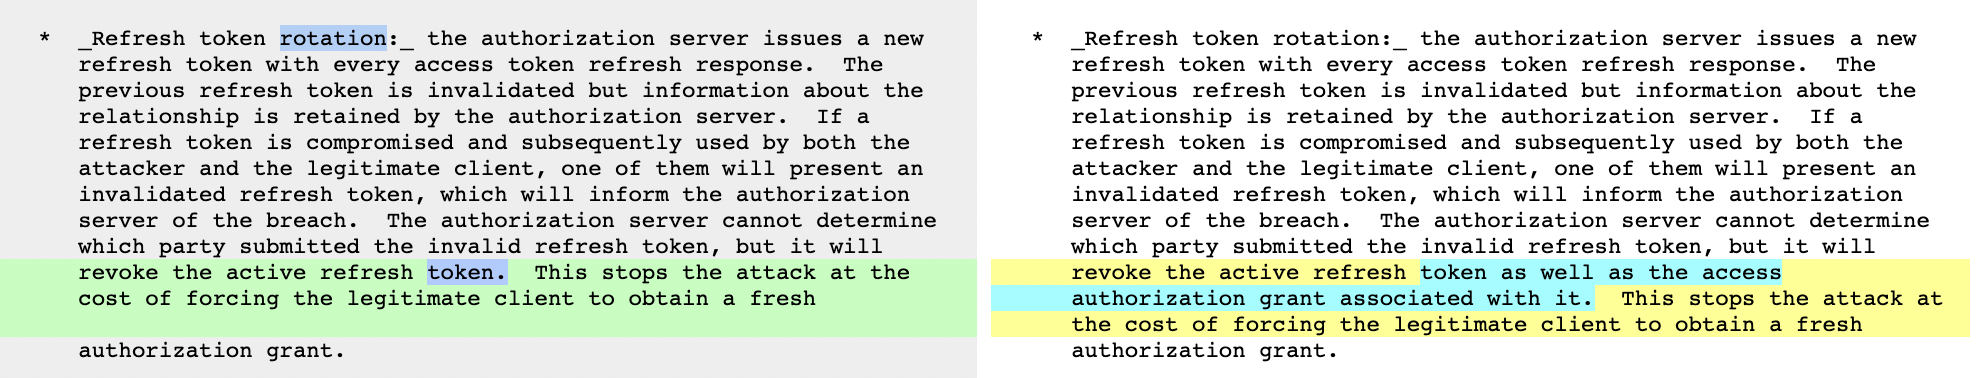 * _Refresh token rotation:_ the authorization server issues a new
refresh token with every access token refresh response. The
previous refresh token is invalidated but information about the
relationship is retained by the authorization server. If a
refresh token is compromised and subsequently used by both the
attacker and the legitimate client, one of them will present an
invalidated refresh token, which will inform the authorization
server of the breach. The authorization server cannot determine
which party submitted the invalid refresh token, but it will
revoke the active refresh token. This stops the attack at the
cost of forcing the legitimate client to obtain a fresh
authorization grant.
* _Refresh token rotation:_ the authorization server issues a new
refresh token with every access token refresh response. The
previous refresh token is invalidated but information about the
relationship is retained by the authorization server. If a
refresh token is compromised and subsequently used by both the
attacker and the legitimate client, one of them will present an
invalidated refresh token, which will inform the authorization
server of the breach. The authorization server cannot determine
which party submitted the invalid refresh token, but it will
revoke the active refresh token as well as the access
authorization grant associated with it. This stops the attack at
the cost of forcing the legitimate client to obtain a fresh
authorization grant.